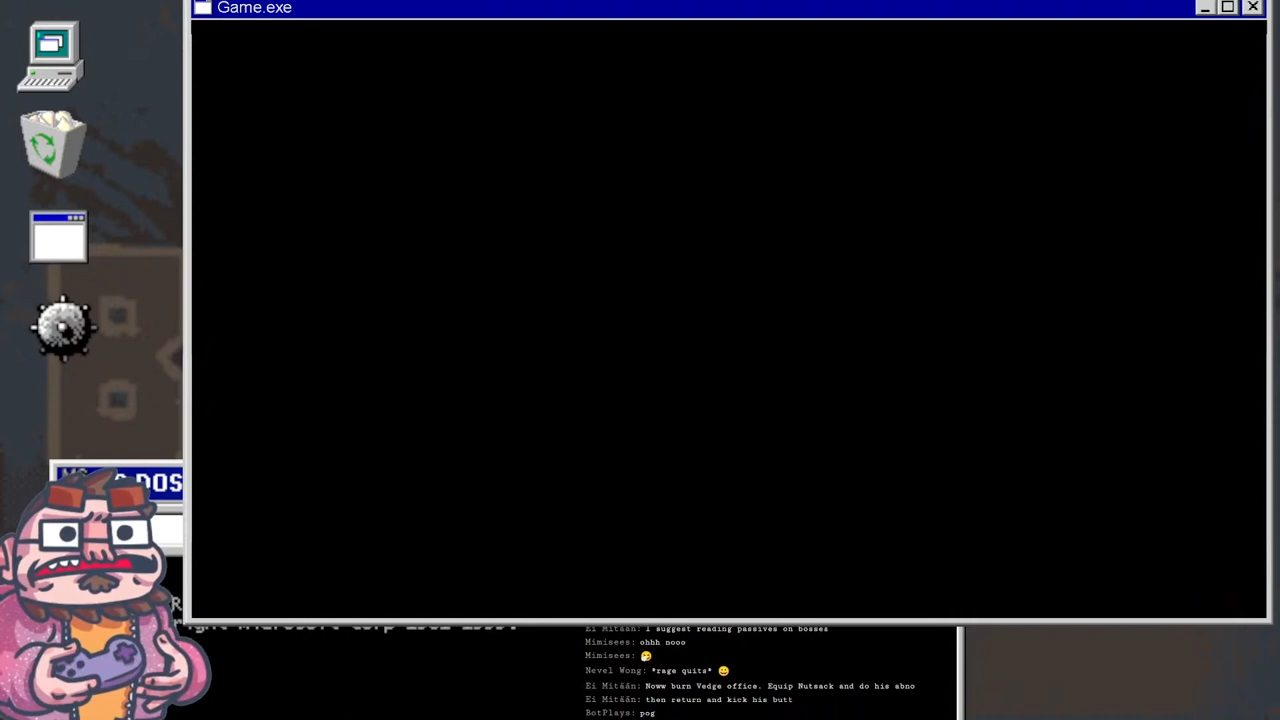 Game.exe
DOS
Ei Mitään: I suggest reading passives on bosses
Mimisees: ohhh nooo
Mimisees: 🤔
Nevel Wong: *rage quits* 😄
Ei Mitään: Noww burn Vedge office. Equip Nutsack and do his abno
then return and kick his butt
BotPlays: pog